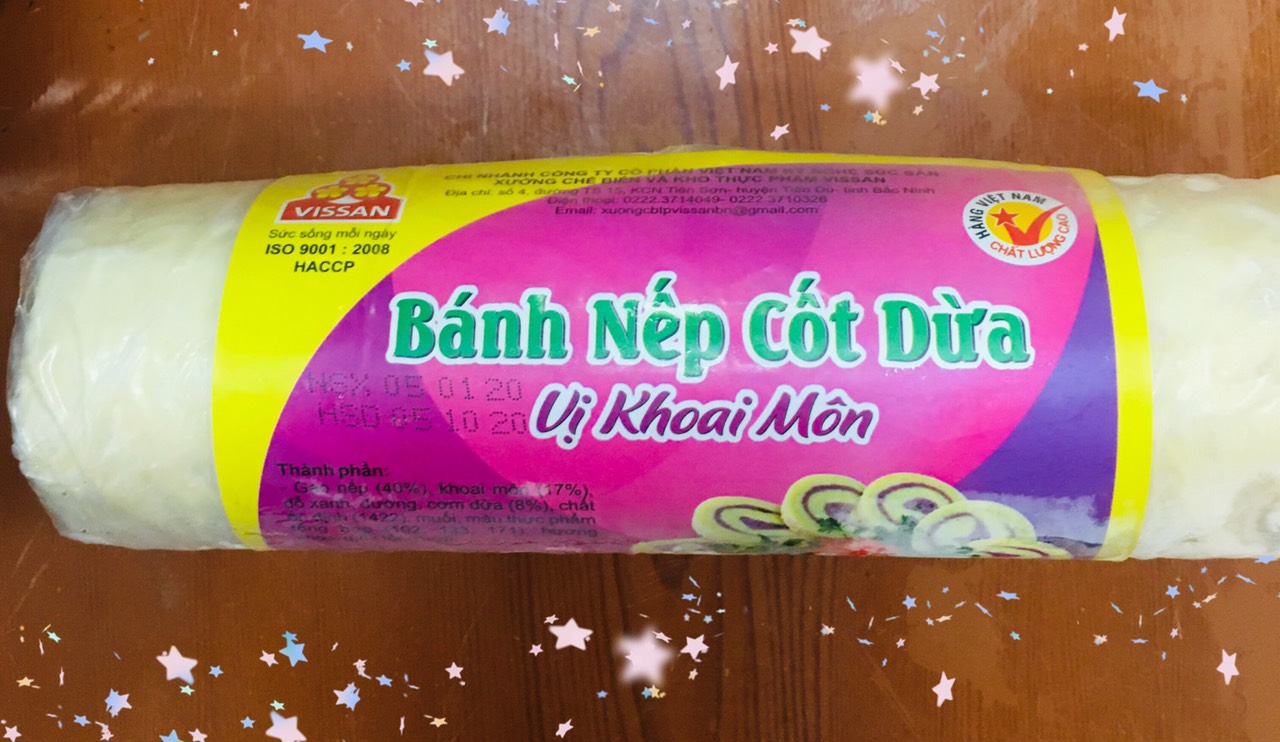 CHI NHÁNH CÔNG TY CỔ PHẦN VIỆT NAM KỸ NGHỆ SÚC SẢN
XƯỞNG CHẾ BIẾN VÀ KHO THỰC PHẨM VISSAN
Địa chỉ: số 4, đường TS 15, KCN Tiên Sơn- huyện Tiên Du- tỉnh Bắc Ninh
Điện thoại: 0222.3714049- 0222.3710326
Email: xuongcblpvissanbn@gmail.com
VISSAN
Sức sống mỗi ngày
ISO 9001 : 2008
HACCP
HÀNG VIỆT NAM
CHẤT LƯỢNG CAO
Bánh Nếp Cốt Dừa
Vị Khoai Môn
NSX 05 01 20
HSD 05 10 20
Thành phần:
Gạo nếp (40%), khoai môn (17%),
đỗ xanh, đường, cơm dừa (8%), chất
ổn định (1422), muối, màu thực phẩm